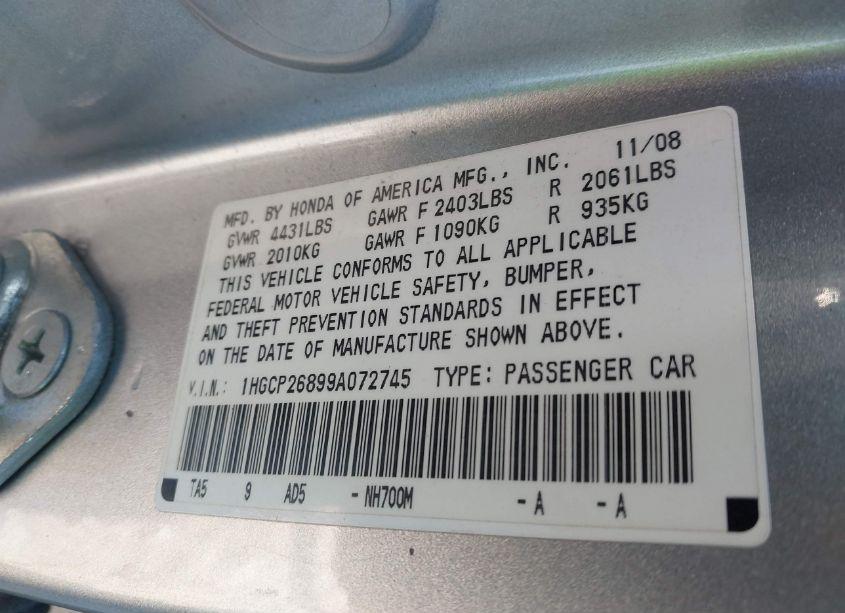 MFD. BY HONDA OF AMERICA MFG., INC. 11/08
GVWR 4431LBS GAWR F 2403LBS R 2061LBS
GVWR 2010KG GAWR F 1090KG R 935KG
THIS VEHICLE CONFORMS TO ALL APPLICABLE
FEDERAL MOTOR VEHICLE SAFETY, BUMPER,
AND THEFT PREVENTION STANDARDS IN EFFECT
ON THE DATE OF MANUFACTURE SHOWN ABOVE.
V.I.N.: 1HGCP26899A072745 TYPE: PASSENGER CAR
TA5 9 AD5 - NH700M - A - A